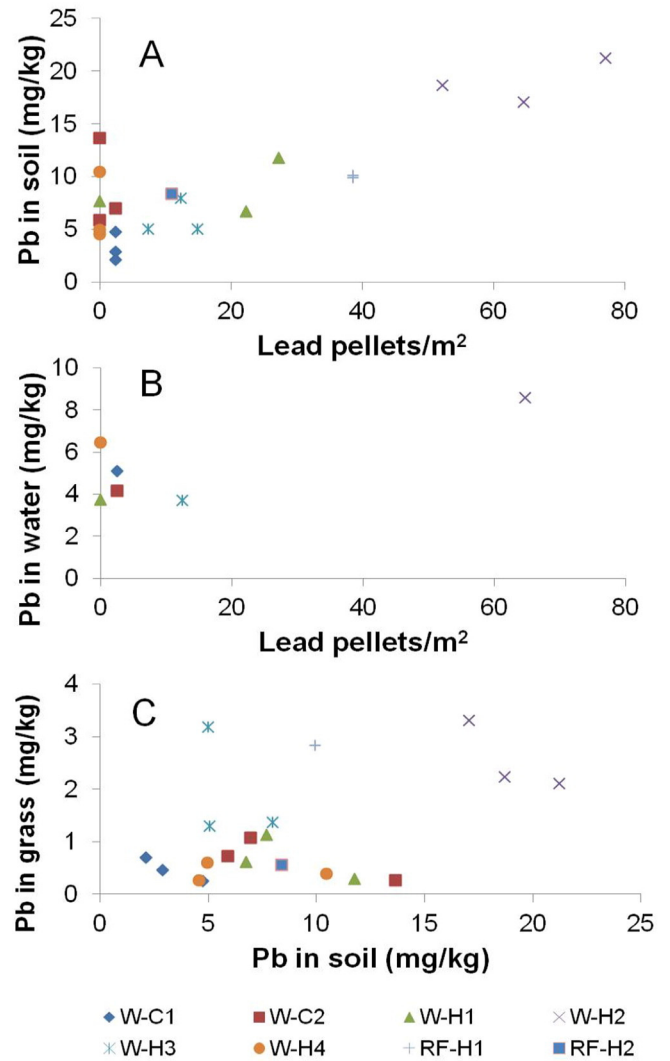 25
A
20
15
10
5
0
Pb in soil (mg/kg)
0 20 40 60 80
Lead pellets/m²
10
B
8
6
4
2
0
Pb in water (mg/kg)
0 20 40 60 80
Lead pellets/m²
4
C
3
2
1
0
Pb in grass (mg/kg)
0 5 10 15 20 25
Pb in soil (mg/kg)
W-C1 W-C2 W-H1 W-H2
W-H3 W-H4 RF-H1 RF-H2